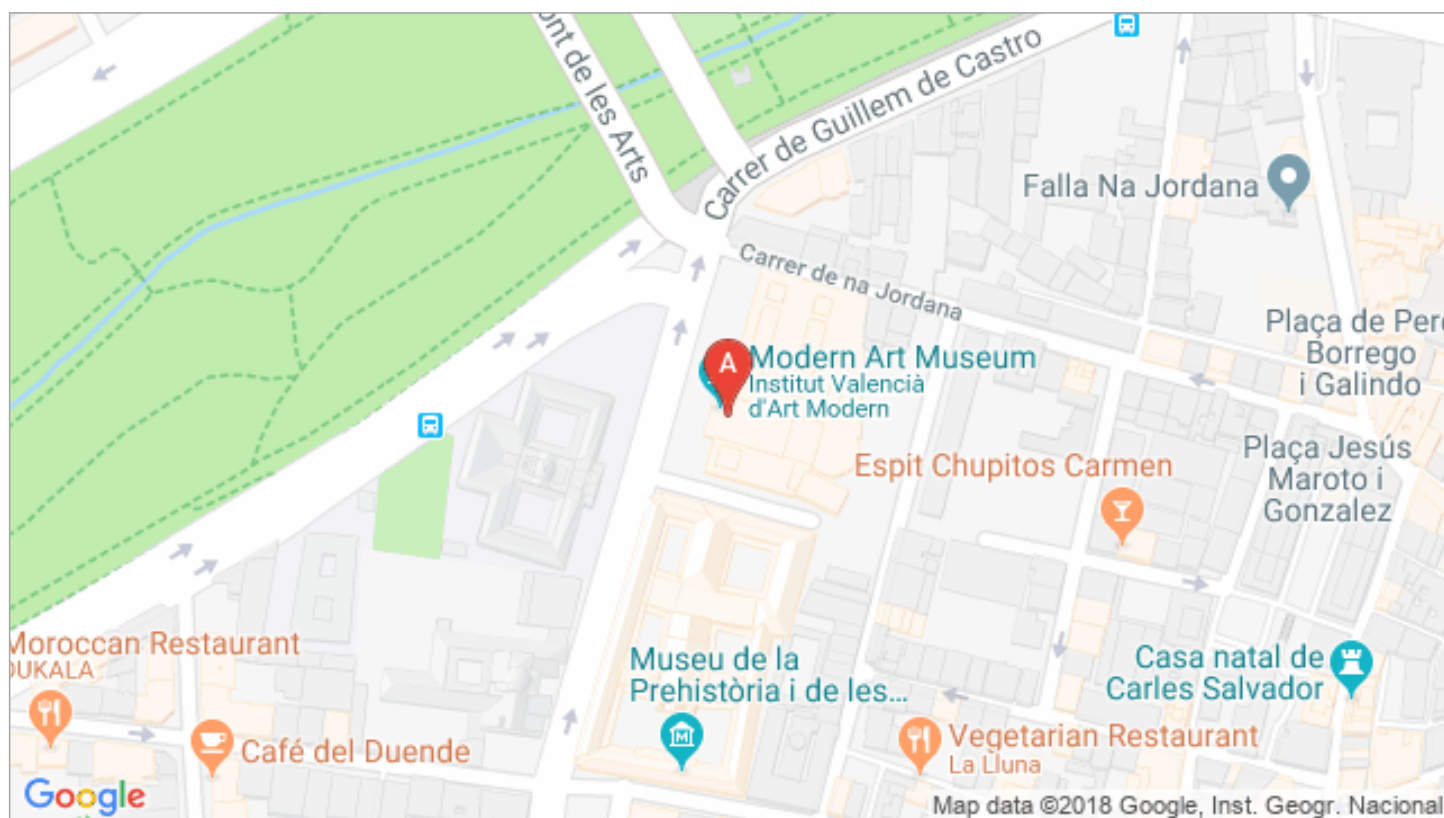 ont de les Arts
Carrer de Guillem de Castro
Falla Na Jordana
Carrer de na Jordana
Plaça de Pere
Borrego
i Galindo
A
Modern Art Museum
Institut Valencià
d'Art Modern
Plaça Jesús
Maroto i
Gonzalez
Espit Chupitos Carmen
Moroccan Restaurant
DUKALA
Museu de la
Prehistòria i de les...
M
Casa natal de
Carles Salvador
Café del Duende
Vegetarian Restaurant
La Lluna
Google
Map data ©2018 Google, Inst. Geogr. Nacional